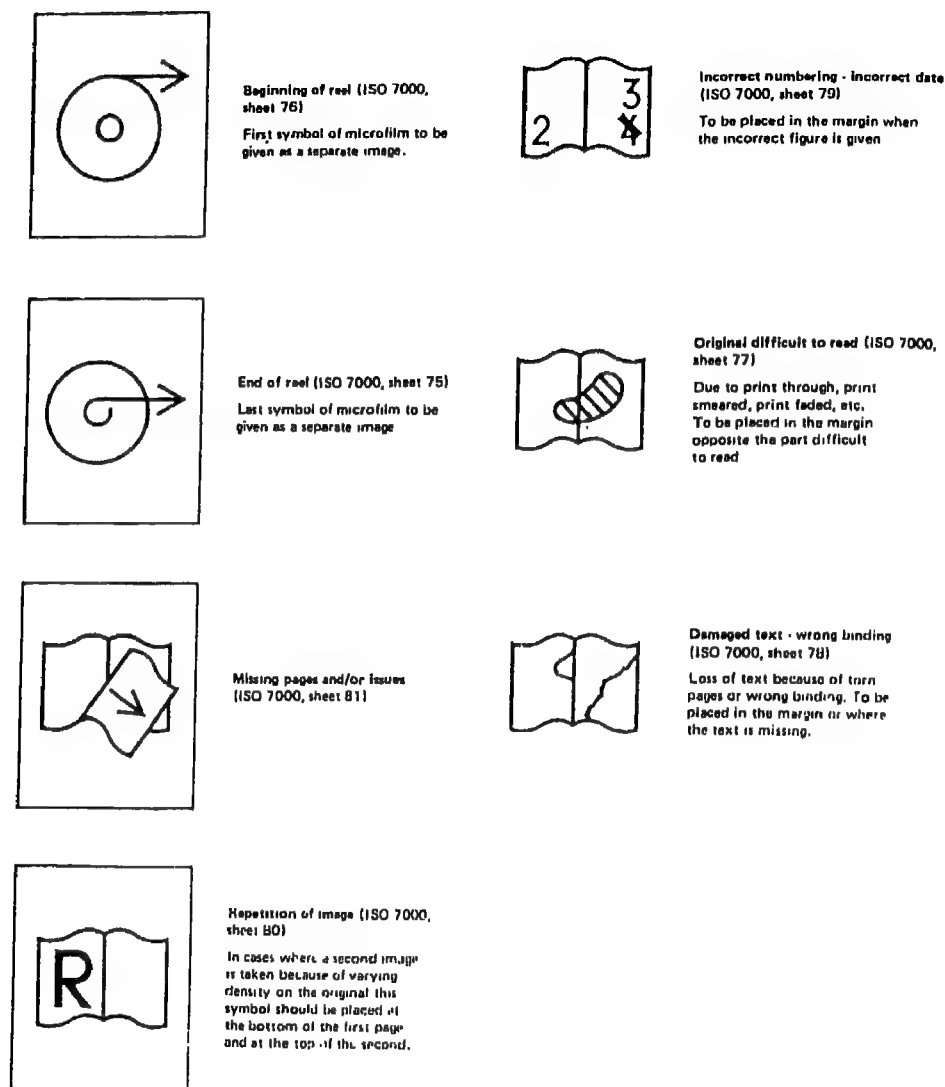 Beginning of reel (ISO 7000,
sheet 76)
First symbol of microfilm to be
given as a separate image.
End of reel (ISO 7000, sheet 75)
Last symbol of microfilm to be
given as a separate image
Missing pages and/or issues
(ISO 7000, sheet 81)
R
Repetition of image (ISO 7000,
sheet 80)
In cases where a second image
is taken because of varying
density on the original this
symbol should be placed at
the bottom of the first page
and at the top of the second.
2
3
4
Incorrect numbering - incorrect date
(ISO 7000, sheet 79)
To be placed in the margin when
the incorrect figure is given
Original difficult to read (ISO 7000,
sheet 77)
Due to print through, print
smeared, print faded, etc.
To be placed in the margin
opposite the part difficult
to read
Damaged text - wrong binding
(ISO 7000, sheet 78)
Loss of text because of torn
pages or wrong binding. To be
placed in the margin or where
the text is missing.